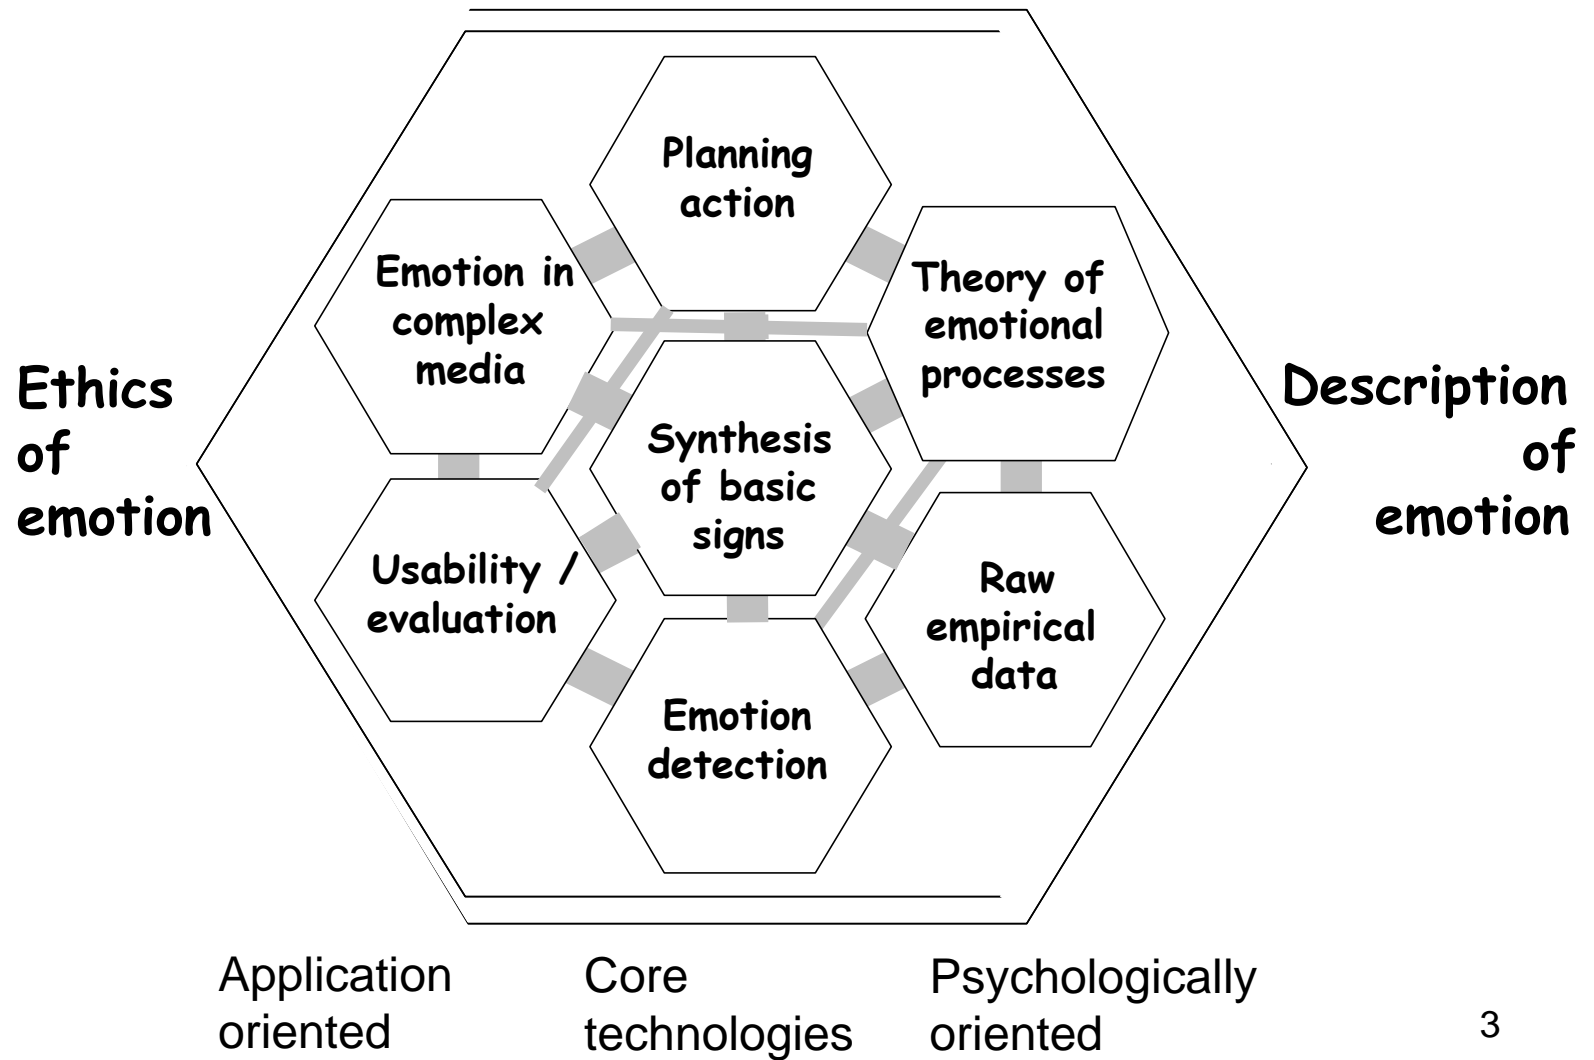 Planning
action
Emotion in
complex
media
Theory of
emotional
processes
Ethics
of
emotion
Description
of
emotion
Synthesis
of basic
signs
Usability /
evaluation
Raw
empirical
data
Emotion
detection
Application
oriented
Core
technologies
Psychologically
oriented
3